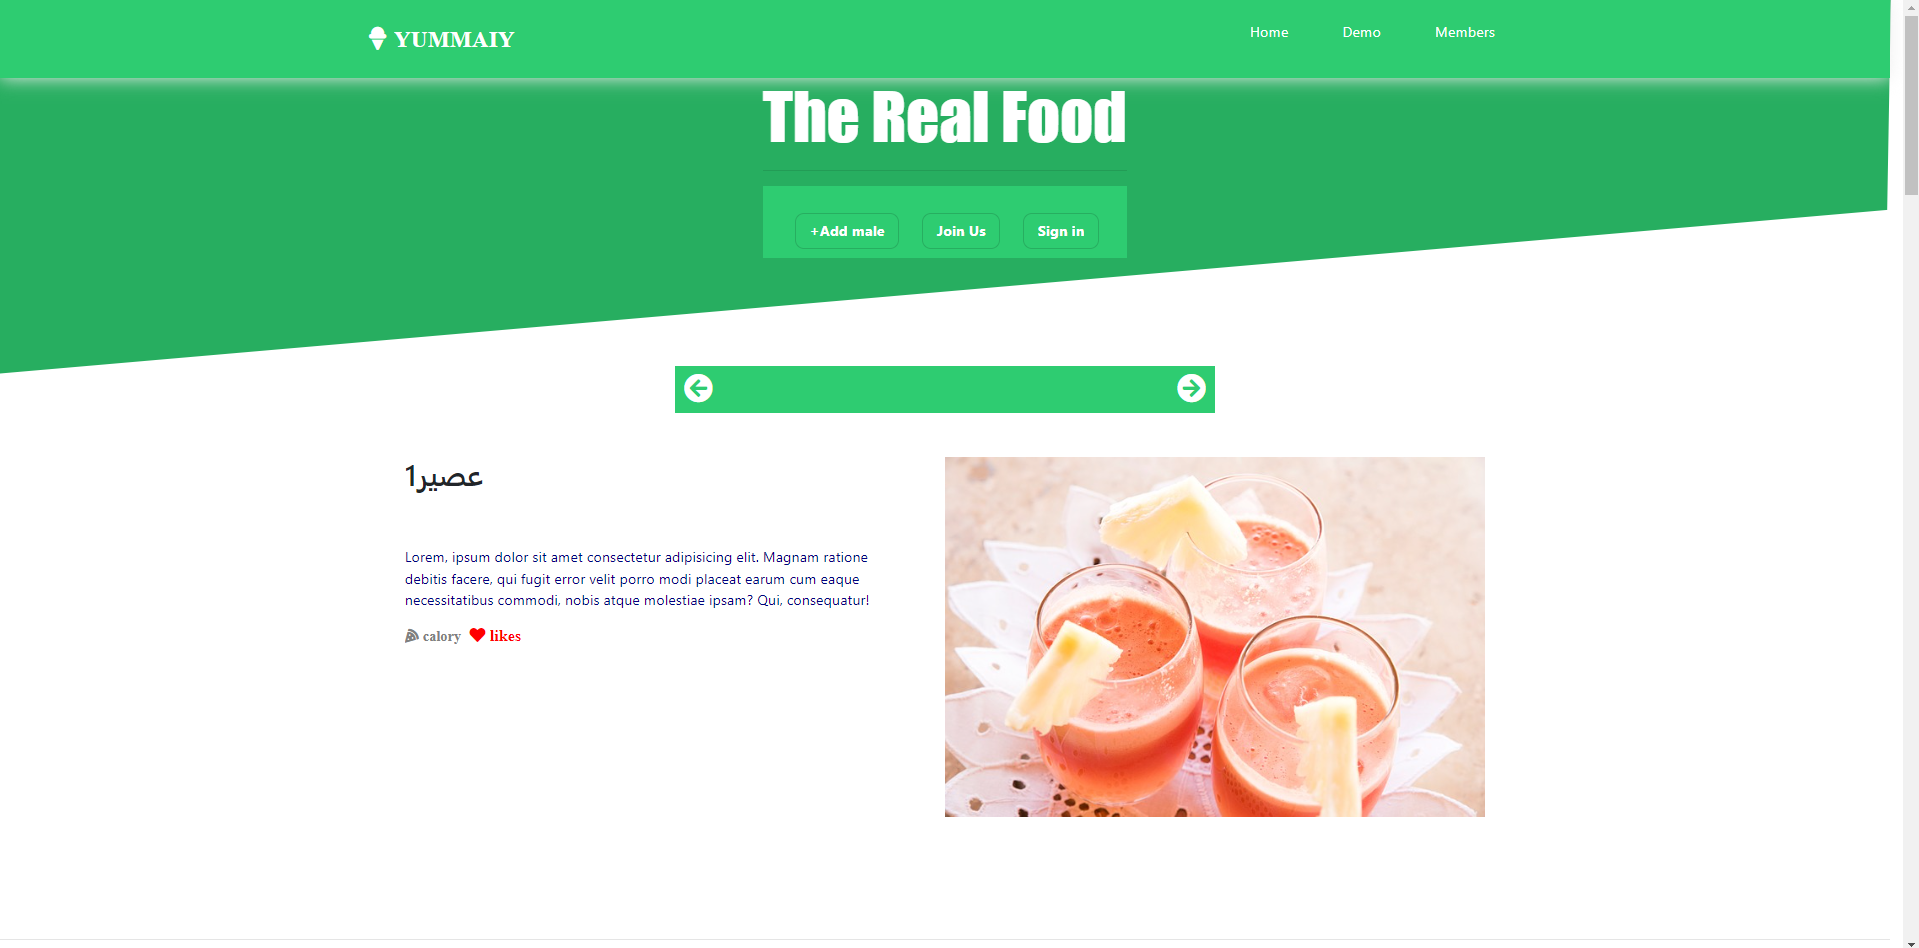 YUMMAIY
Home Demo Members
The Real Food
+Add male Join Us Sign in
عصير1
Lorem, ipsum dolor sit amet consectetur adipisicing elit. Magnam ratione
debitis facere, qui fugit error velit porro modi placeat earum cum eaque
necessitatibus commodi, nobis atque molestiae ipsam? Qui, consequatur!
calory likes